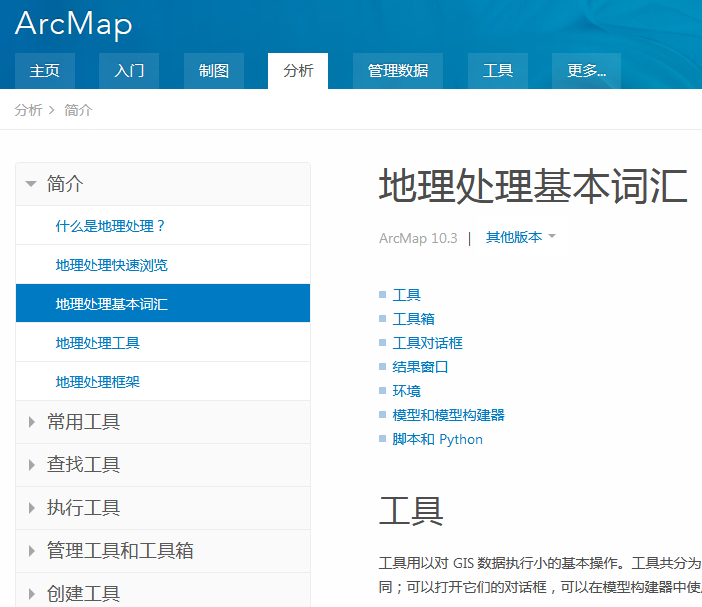 ArcMap
主页 入门 制图 分析 管理数据 工具 更多...
分析 > 简介
简介
什么是地理处理？
地理处理快速浏览
地理处理基本词汇
地理处理工具
地理处理框架
常用工具
查找工具
执行工具
管理工具和工具箱
创建工具
地理处理基本词汇
ArcMap 10.3 | 其他版本
工具
工具箱
工具对话框
结果窗口
环境
模型和模型构建器
脚本和 Python
工具
工具用以对 GIS 数据执行小的基本操作。工具共分为
同；可以打开它们的对话框，可以在模型构建器中使